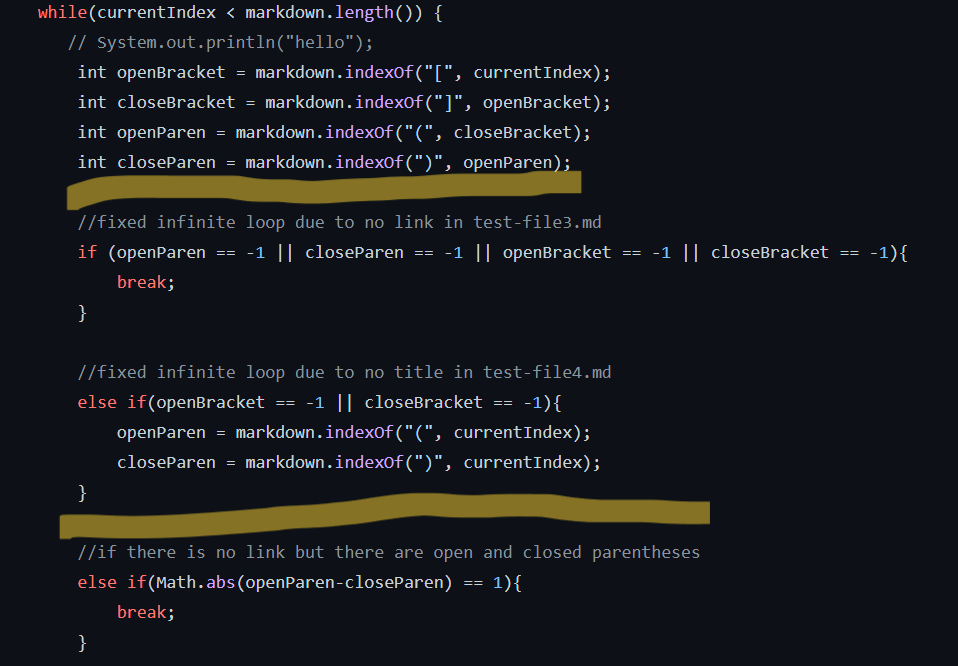 while(currentIndex < markdown.length()) {
// System.out.println("hello");
int openBracket = markdown.indexOf("[", currentIndex);
int closeBracket = markdown.indexOf("]", openBracket);
int openParen = markdown.indexOf("(", closeBracket);
int closeParen = markdown.indexOf(")", openParen);
//fixed infinite loop due to no link in test-file3.md
if (openParen == -1 || closeParen == -1 || openBracket == -1 || closeBracket == -1){
break;
}
//fixed infinite loop due to no title in test-file4.md
else if(openBracket == -1 || closeBracket == -1){
openParen = markdown.indexOf("(", currentIndex);
closeParen = markdown.indexOf(")", currentIndex);
}
//if there is no link but there are open and closed parentheses
else if(Math.abs(openParen-closeParen) == 1){
break;
}